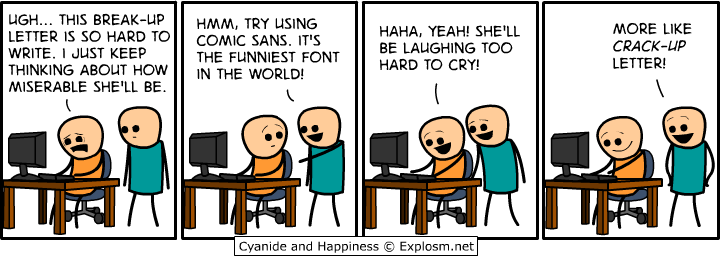 UGH... THIS BREAK-UP
LETTER IS SO HARD TO
WRITE. I JUST KEEP
THINKING ABOUT HOW
MISERABLE SHE'LL BE.
HMM, TRY USING
COMIC SANS. IT'S
THE FUNNIEST FONT
IN THE WORLD!
HAHA, YEAH! SHE'LL
BE LAUGHING TOO
HARD TO CRY!
MORE LIKE
CRACK-UP
LETTER!
Cyanide and Happiness © Explosm.net